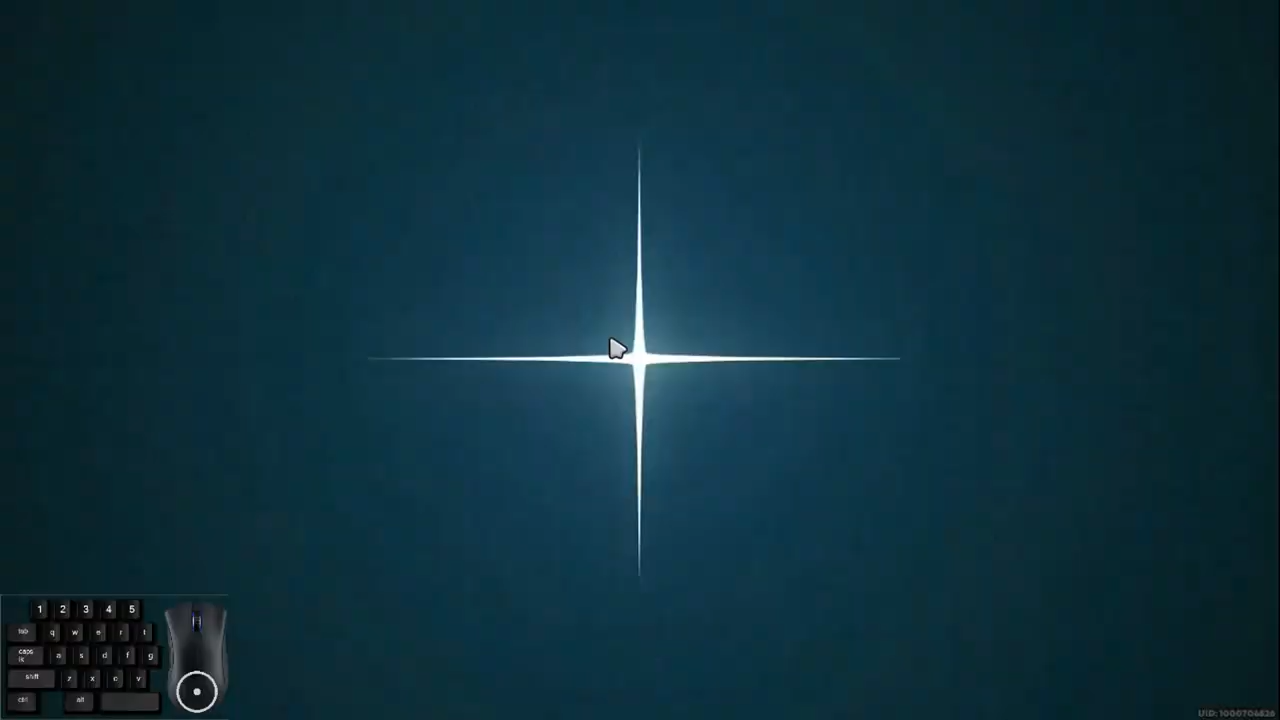 1 2 3 4 5
tab q w e r t
caps lk a s d f g
shift z x c v
ctrl alt
UID: 1000706826